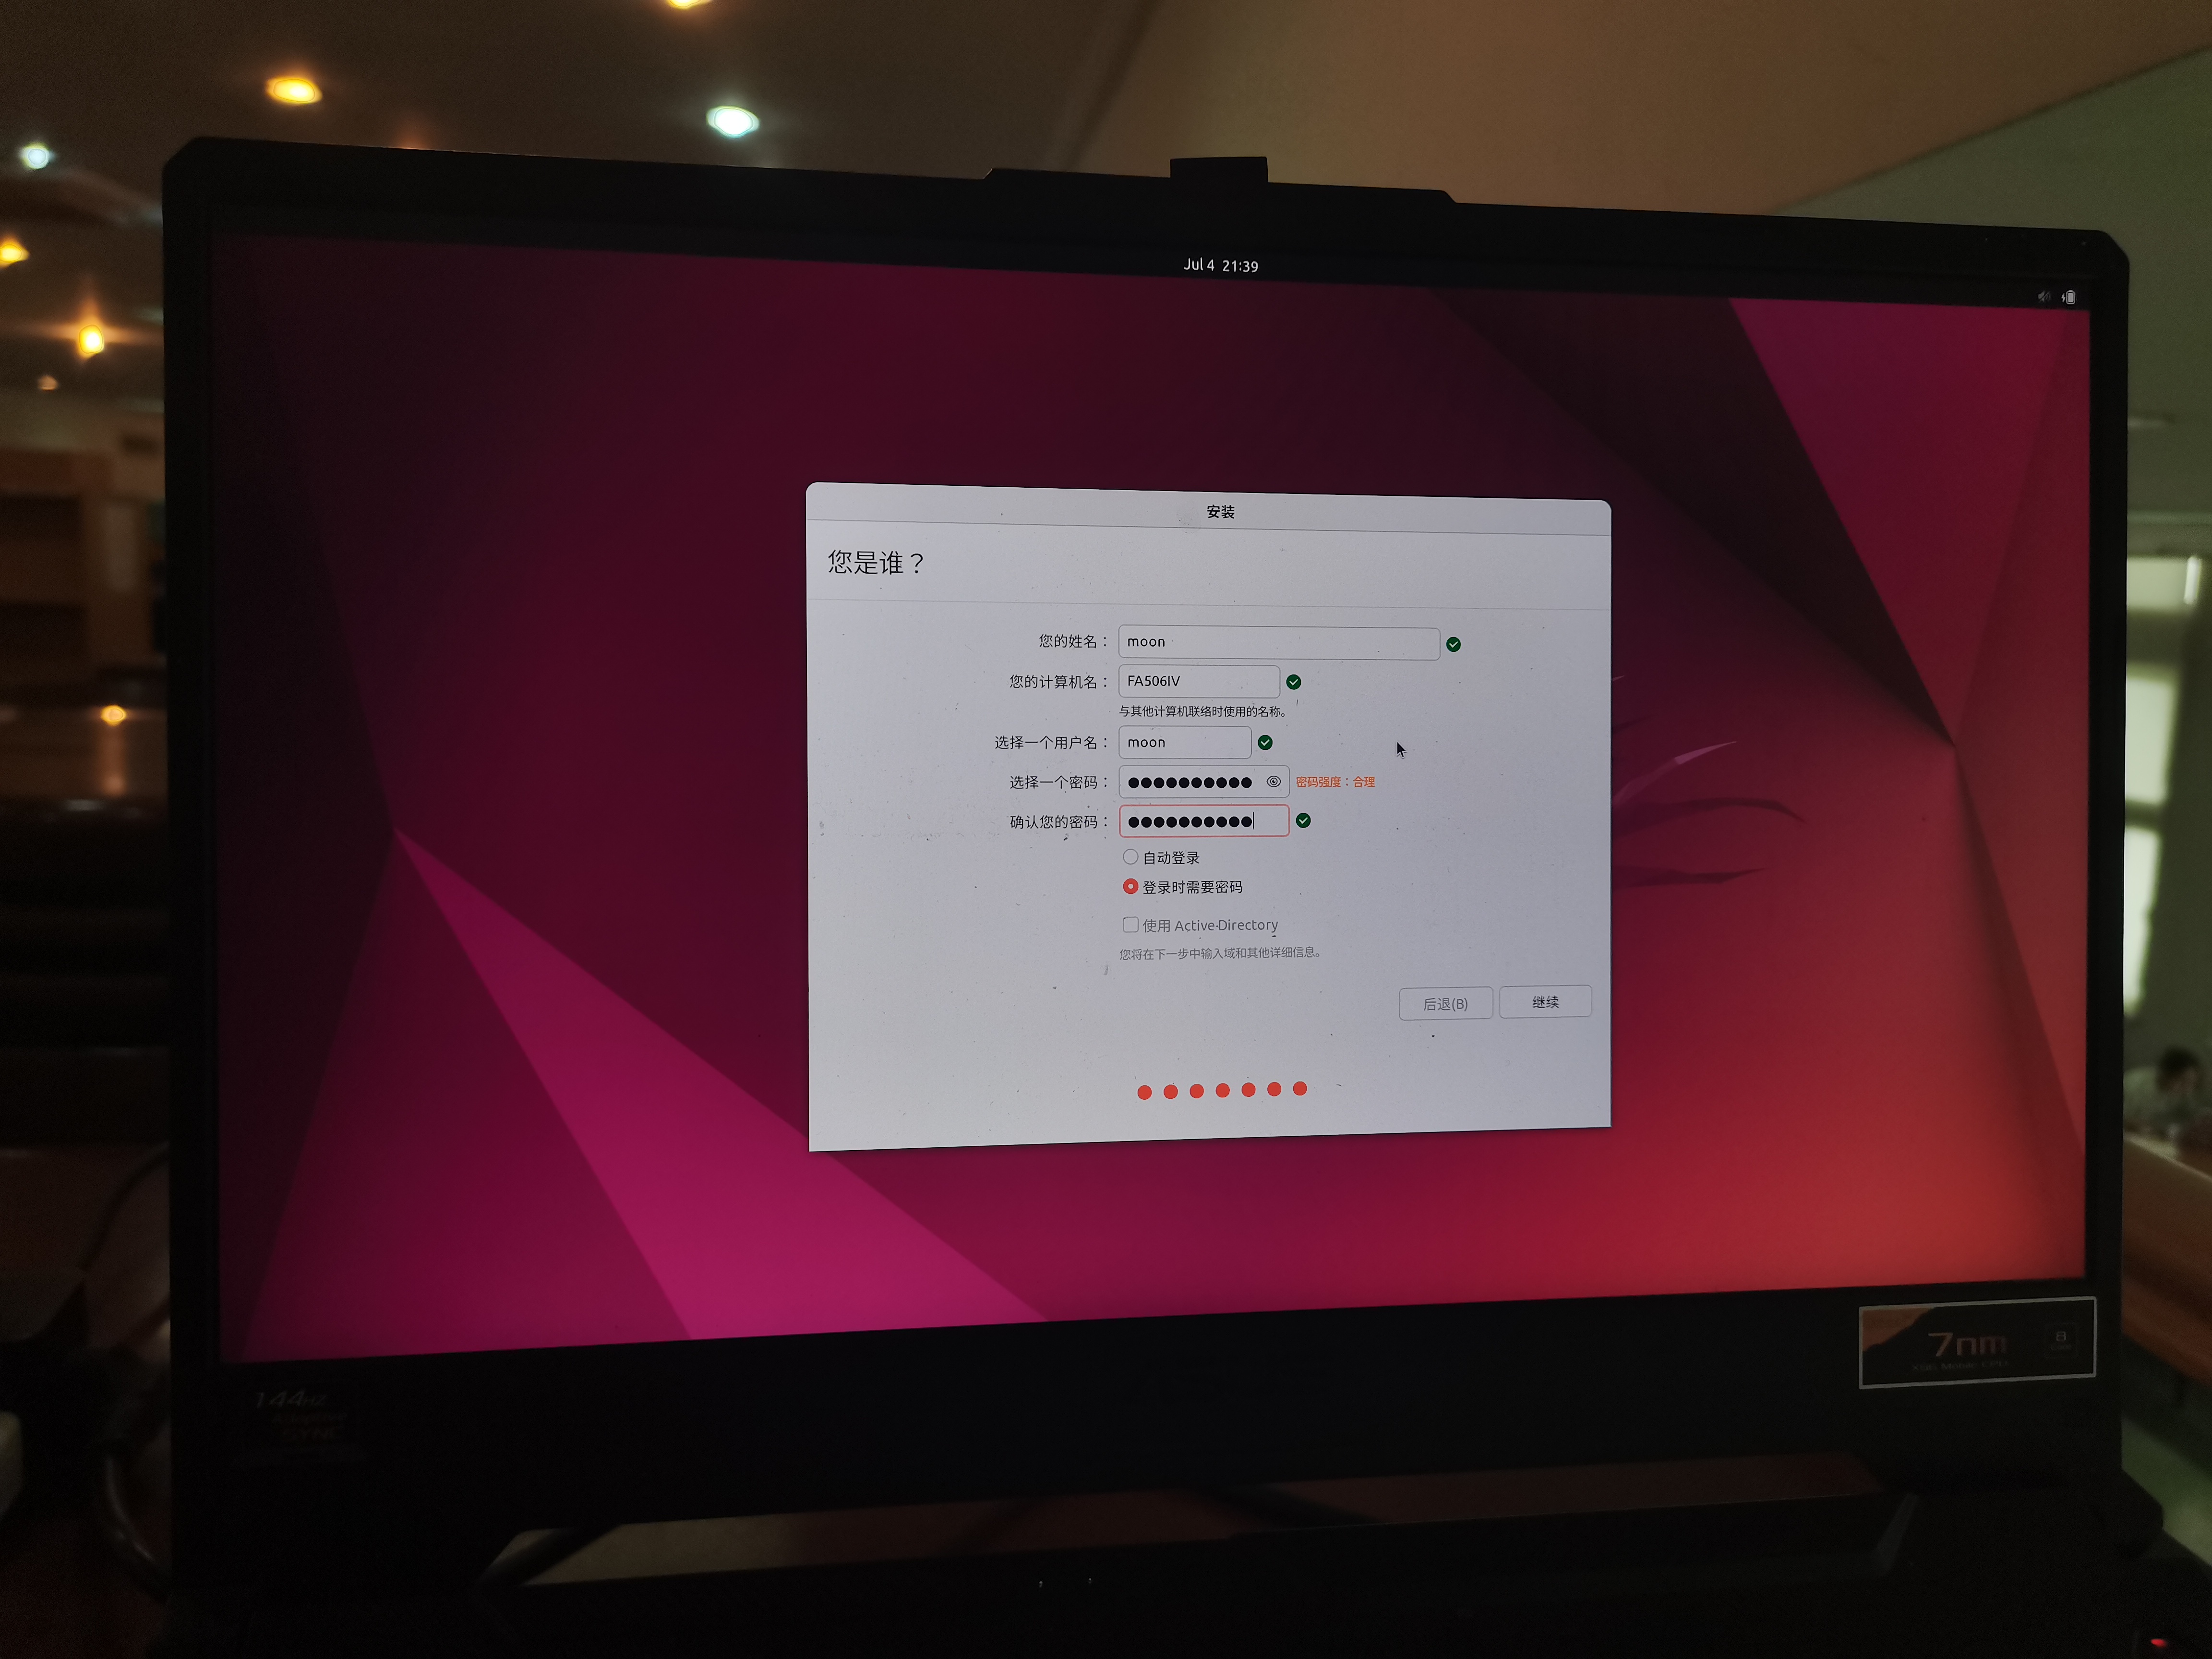 Jul 4 21:39
安装
您是谁？
您的姓名： moon
您的计算机名： FA506IV
与其他计算机联络时使用的名称。
选择一个用户名： moon
选择一个密码： ●●●●●●●●●● 密码强度：合理
确认您的密码： ●●●●●●●●●●
自动登录
登录时需要密码
使用 Active Directory
您将在下一步中输入域和其他详细信息。
后退(B) 继续
7nm
8
144Hz
Adaptive
SYNC